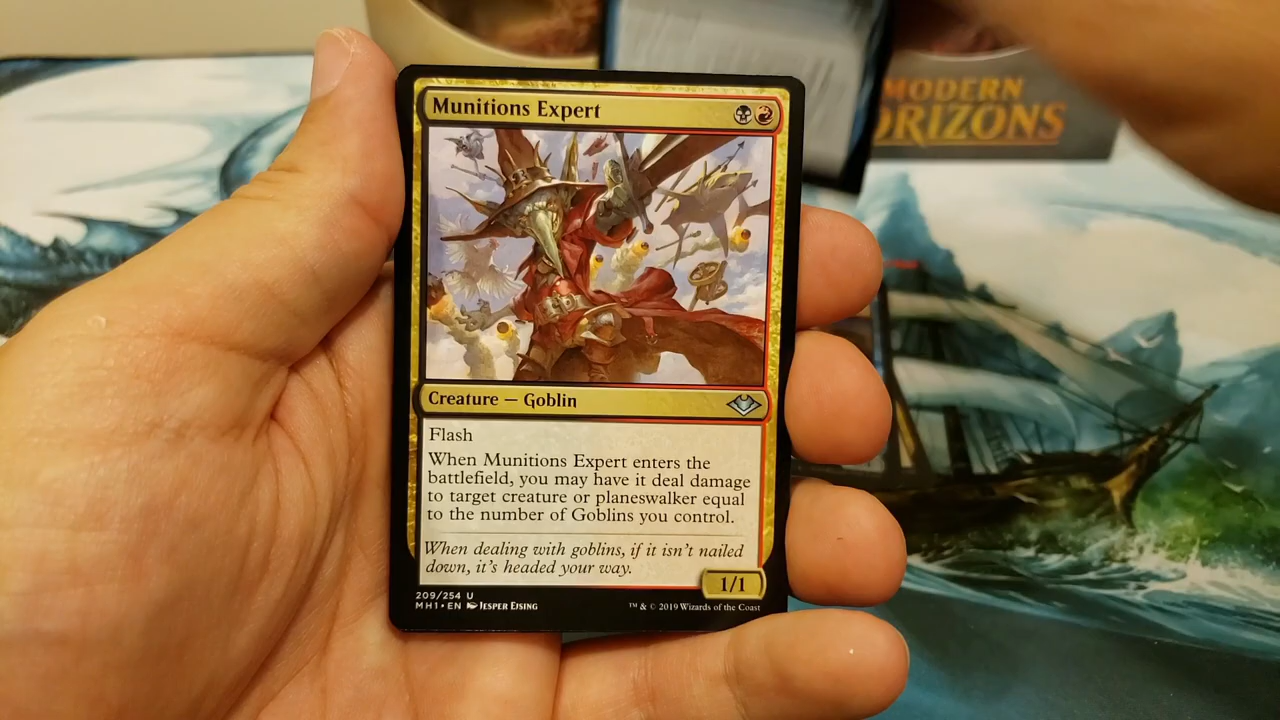 MODERN
HORIZONS
Munitions Expert
Creature — Goblin
Flash
When Munitions Expert enters the
battlefield, you may have it deal damage
to target creature or planeswalker equal
to the number of Goblins you control.
When dealing with goblins, if it isn't nailed
down, it's headed your way.
1/1
209/254 U
MH1 • EN Jesper Ejsing
™ & © 2019 Wizards of the Coast